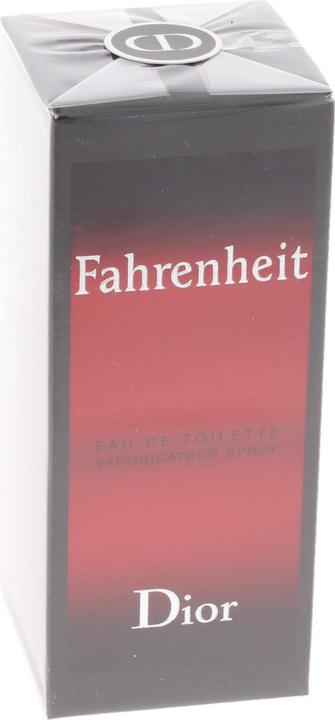 Fahrenheit
EAU DE TOILETTE
VAPORISATEUR SPRAY
Dior